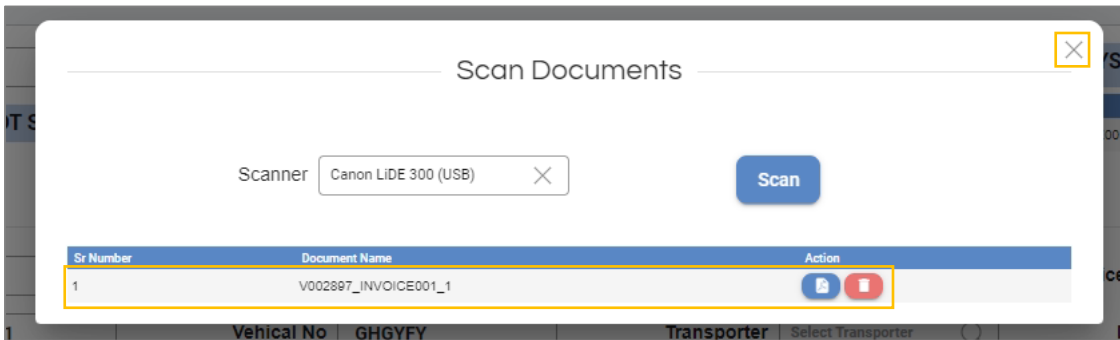 Scan Documents
Scanner Canon LiDE 300 (USB) Scan
Sr Number Document Name Action
1 V002897_INVOICE001_1
Vehical No GHGYFY Transporter Select Transporter